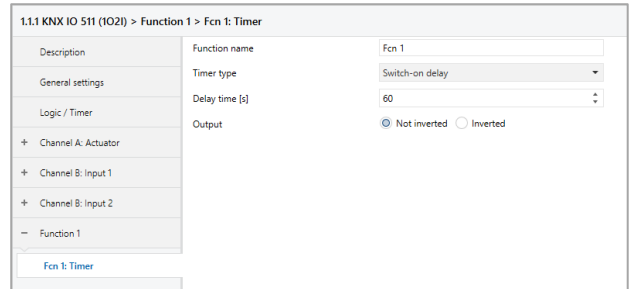 1.1.1 KNX IO 511 (1O2I) > Function 1 > Fcn 1: Timer
Description
General settings
Logic / Timer
+ Channel A: Actuator
+ Channel B: Input 1
+ Channel B: Input 2
− Function 1
Fcn 1: Timer
Function name Fcn 1
Timer type Switch-on delay
Delay time [s] 60
Output Not inverted Inverted